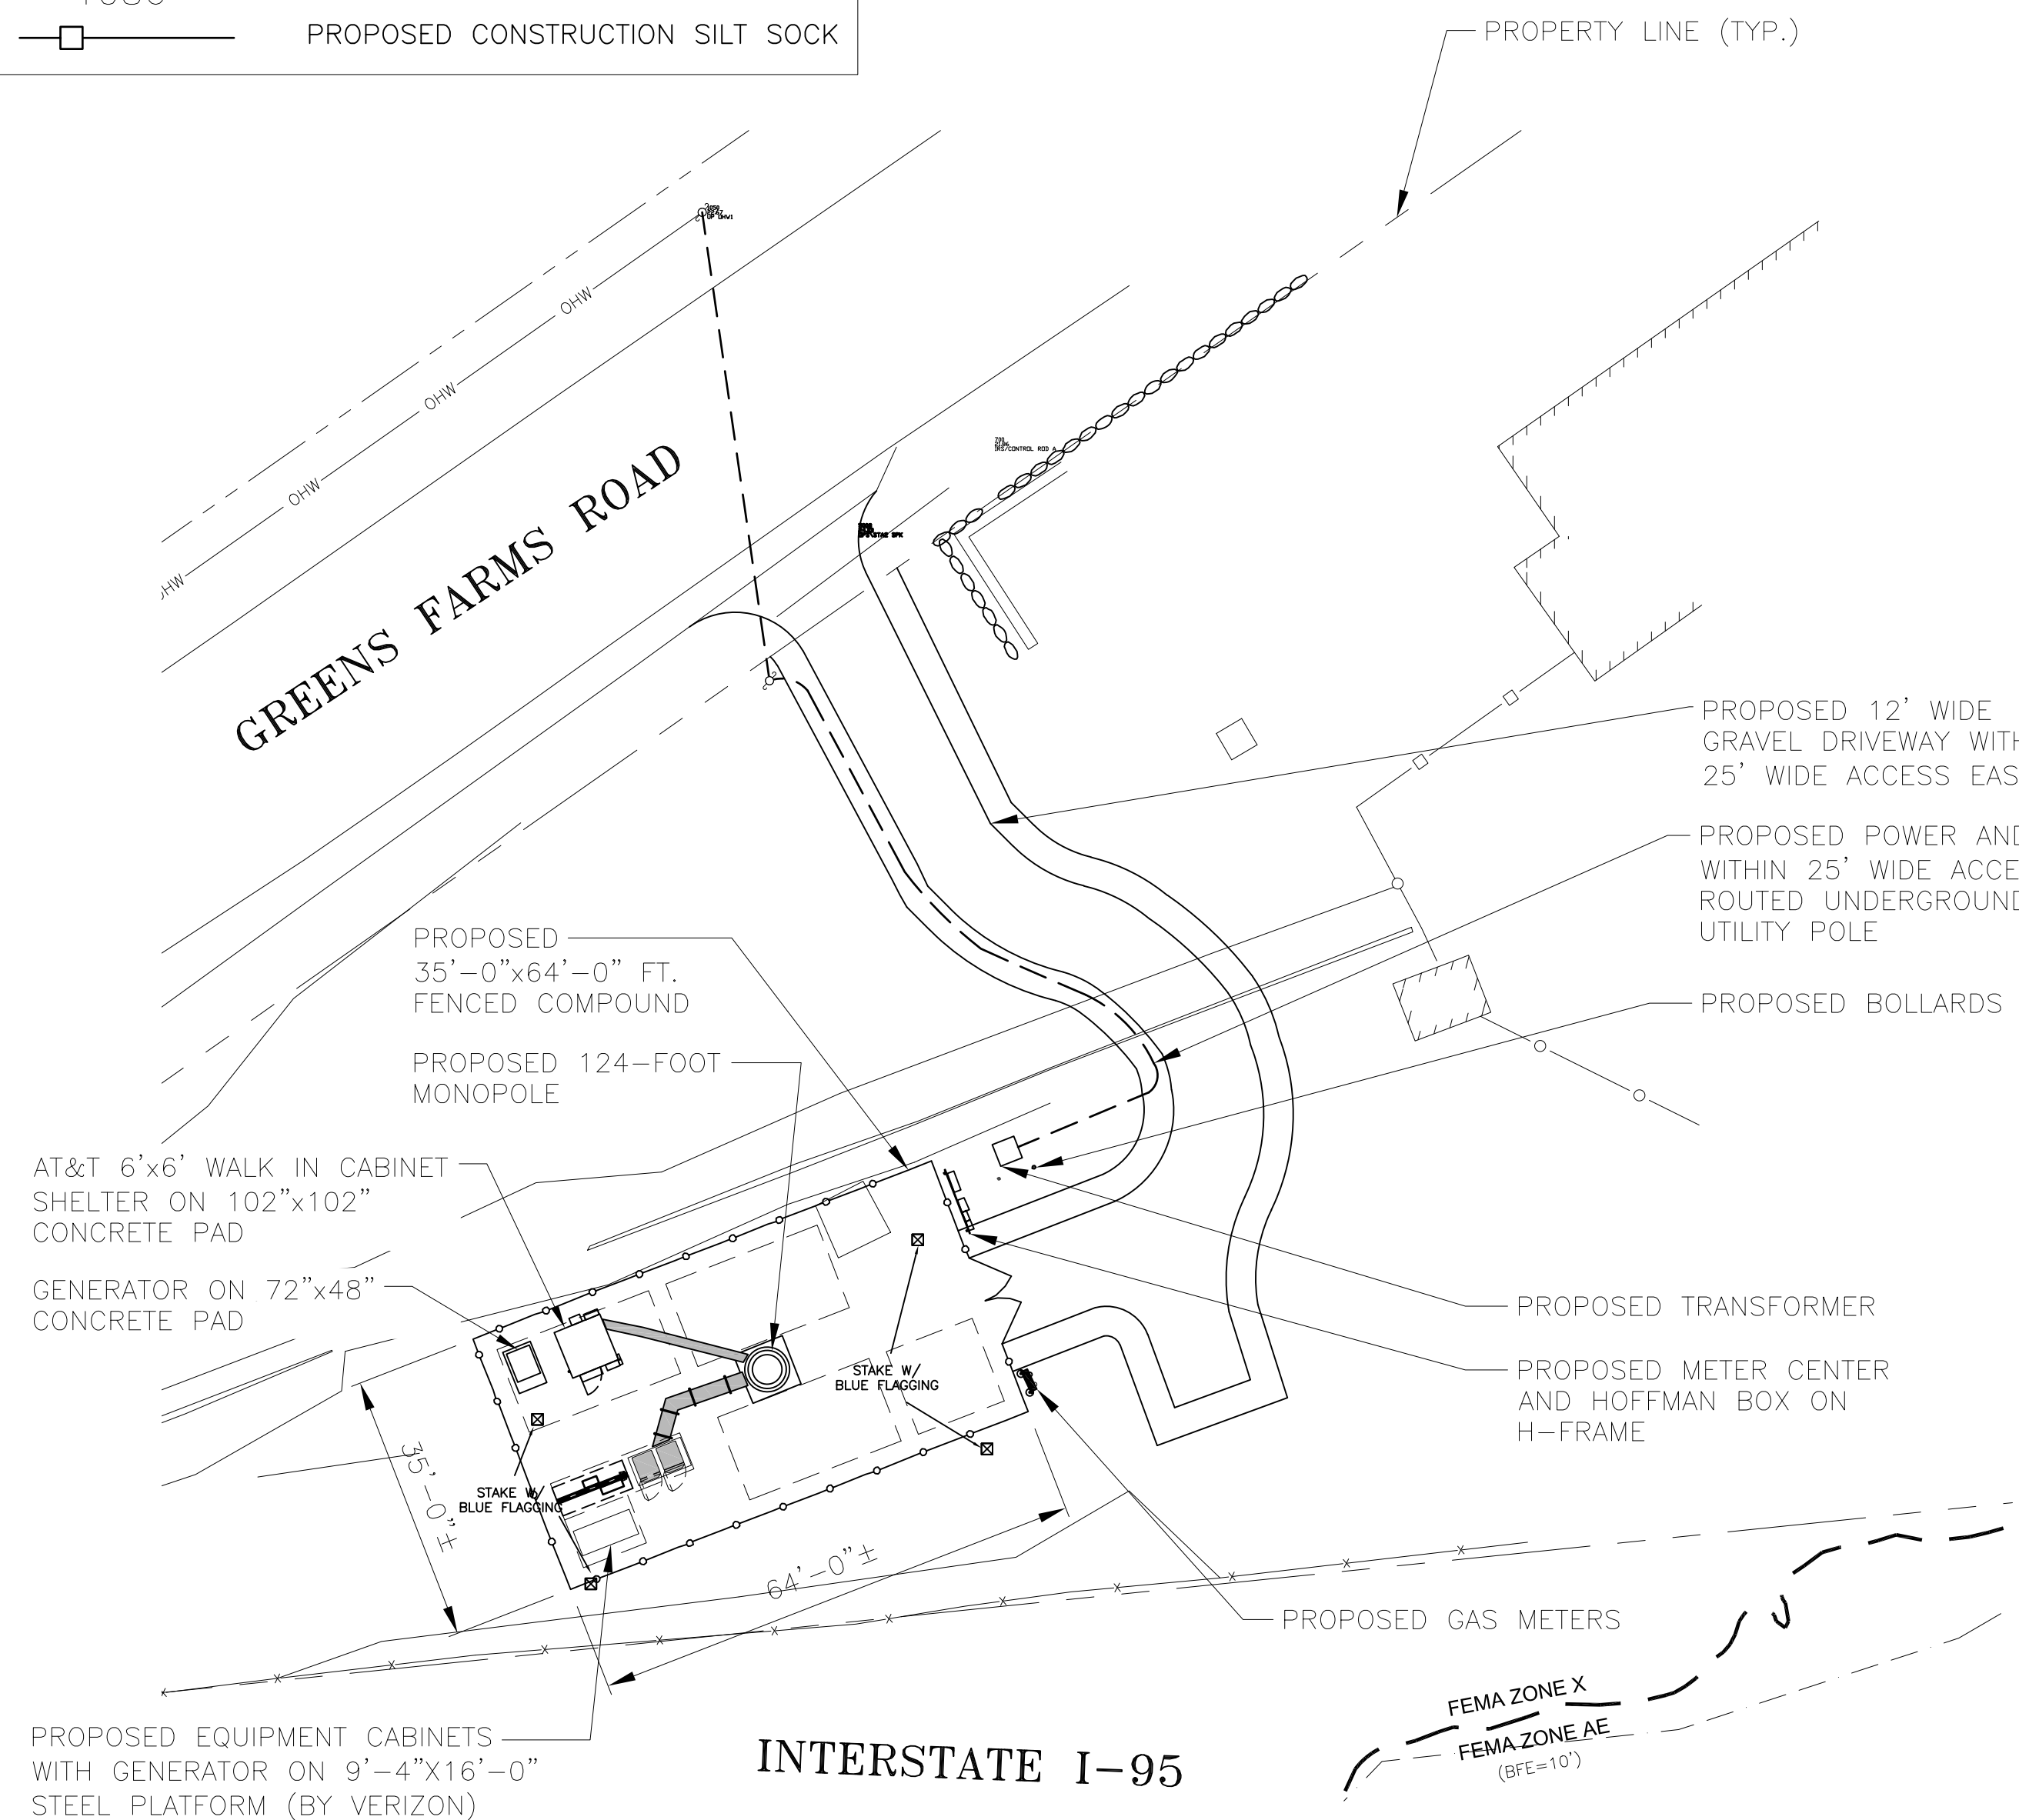 PROPOSED CONSTRUCTION SILT SOCK
PROPERTY LINE (TYP.)
OHW
OHW
OHW
GREENS FARMS ROAD
PROPOSED 12' WIDE
GRAVEL DRIVEWAY
25' WIDE ACCESS
PROPOSED POWER
WITHIN 25' WIDE
ROUTED
UTILITY POLE
PROPOSED BOLLARDS
PROPOSED
35'-0"x64'-0" FT.
FENCED COMPOUND
PROPOSED 124-FOOT
MONOPOLE
AT&T 6'x6' WALK IN CABINET
SHELTER ON 102"x102"
CONCRETE PAD
GENERATOR ON 72"x48"
CONCRETE PAD
PROPOSED TRANSFORMER
PROPOSED METER CENTER
AND HOFFMAN BOX ON
H-FRAME
STAKE W/
BLUE FLAGGING
STAKE W/
BLUE FLAGGING
35'-0"±
64'-0"±
PROPOSED GAS METERS
FEMA ZONE X
FEMA ZONE AE
(BFE=10')
INTERSTATE I-95
PROPOSED EQUIPMENT CABINETS
WITH GENERATOR ON 9'-4"X16'-0"
STEEL PLATFORM (BY VERIZON)